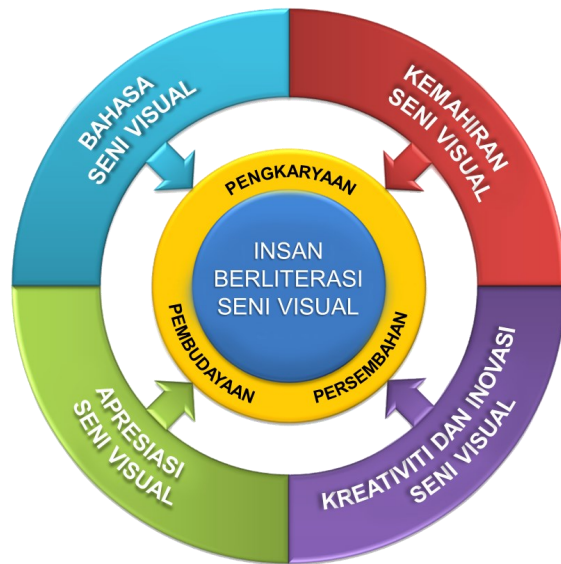 BAHASA
SENI VISUAL
KEMAHIRAN
SENI VISUAL
PENGKARYAAN
INSAN
BERLITERASI
SENI VISUAL
PEMBUDAYAAN
PERSEMBAHAN
APRESIASI
SENI VISUAL
KREATIVITI DAN INOVASI
SENI VISUAL